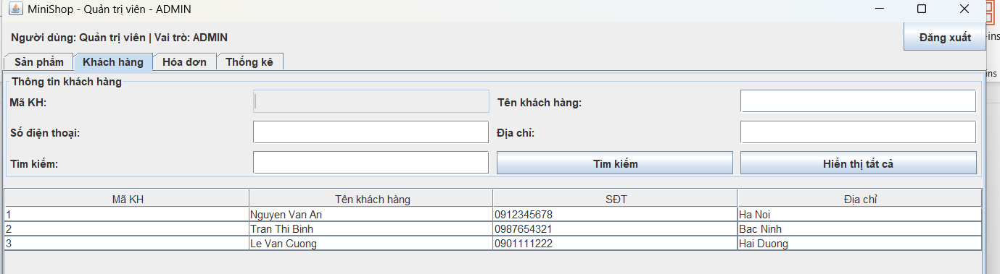 MiniShop - Quản trị viên - ADMIN
Người dùng: Quản trị viên | Vai trò: ADMIN
Đăng xuất
-ins
Sản phẩm Khách hàng Hóa đơn Thống kê
ins
Thông tin khách hàng
Mã KH: Tên khách hàng:
Số điện thoại: Địa chỉ:
Tìm kiếm: Tìm kiếm Hiển thị tất cả
Mã KH Tên khách hàng SĐT Địa chỉ
1 Nguyen Van An 0912345678 Ha Noi
2 Tran Thi Binh 0987654321 Bac Ninh
3 Le Van Cuong 0901111222 Hai Duong